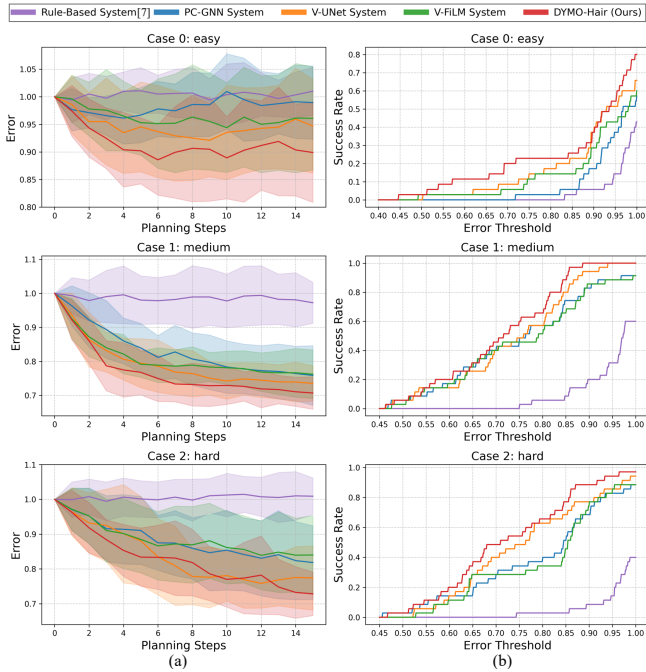 Rule-Based System[7] PC-GNN System V-UNet System V-FiLM System DYMO-Hair (Ours)
Case 0: easy
Error
1.05
1.00
0.95
0.90
0.85
0.80
0 2 4 6 8 10 12 14
Planning Steps
Case 0: easy
Success Rate
0.8
0.7
0.6
0.5
0.4
0.3
0.2
0.1
0.0
0.40 0.45 0.50 0.55 0.60 0.65 0.70 0.75 0.80 0.85 0.90 0.95 1.00
Error Threshold
Case 1: medium
Error
1.1
1.0
0.9
0.8
0.7
0 2 4 6 8 10 12 14
Planning Steps
Case 1: medium
Success Rate
1.0
0.8
0.6
0.4
0.2
0.0
0.45 0.50 0.55 0.60 0.65 0.70 0.75 0.80 0.85 0.90 0.95 1.00
Error Threshold
Case 2: hard
Error
1.1
1.0
0.9
0.8
0.7
0 2 4 6 8 10 12 14
Planning Steps
(a)
Case 2: hard
Success Rate
1.0
0.8
0.6
0.4
0.2
0.0
0.45 0.50 0.55 0.60 0.65 0.70 0.75 0.80 0.85 0.90 0.95 1.00
Error Threshold
(b)